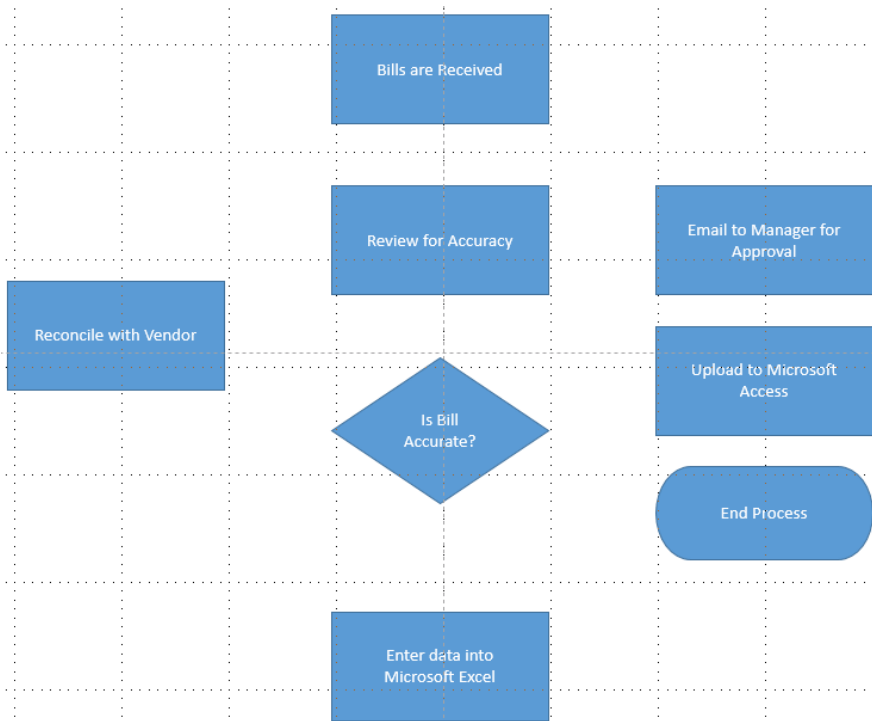 Bills are Received
Review for Accuracy
Email to Manager for
Approval
Reconcile with Vendor
Upload to Microsoft
Access
Is Bill
Accurate?
End Process
Enter data into
Microsoft Excel